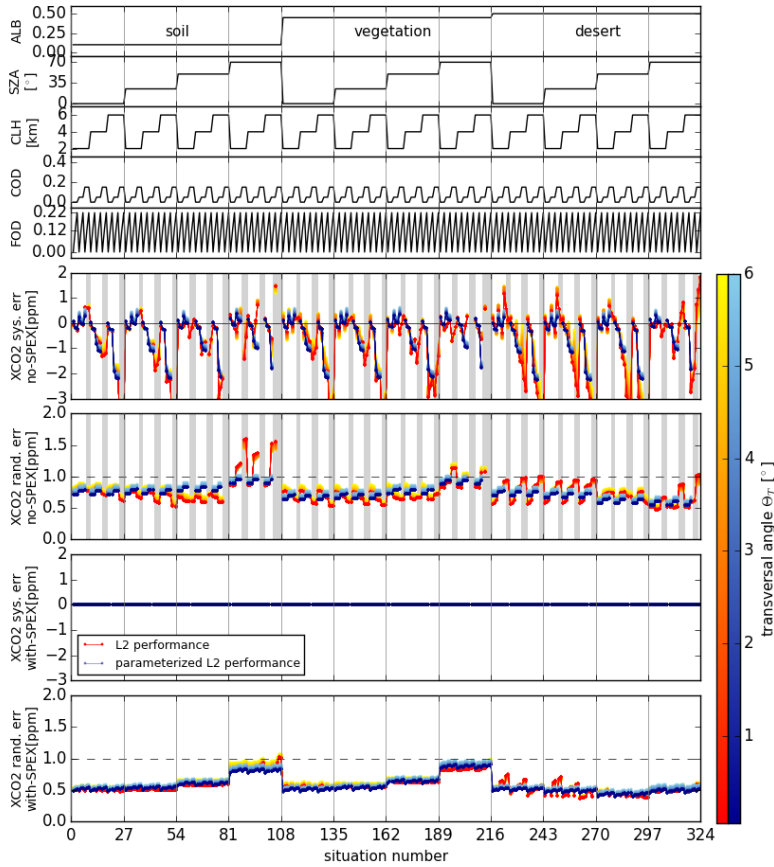 ALB
0.50
0.25
0.00
soil
vegetation
desert
SZA
[°]
70
35
0
CLH
[km]
6
4
2
COD
0.4
0.2
0.0
FOD
0.22
0.12
0.00
XCO2 sys. err
no-SPEX[ppm]
2
1
0
−1
−2
−3
XCO2 rand. err
no-SPEX[ppm]
2.0
1.5
1.0
0.5
0.0
XCO2 sys. err
with-SPEX[ppm]
2
1
0
−1
−2
−3
L2 performance
parameterized L2 performance
XCO2 rand. err
with-SPEX[ppm]
2.0
1.5
1.0
0.5
0.0
0 27 54 81 108 135 162 189 216 243 270 297 324
situation number
6
5
4
3
2
1
transversal angle Θ_T [°]